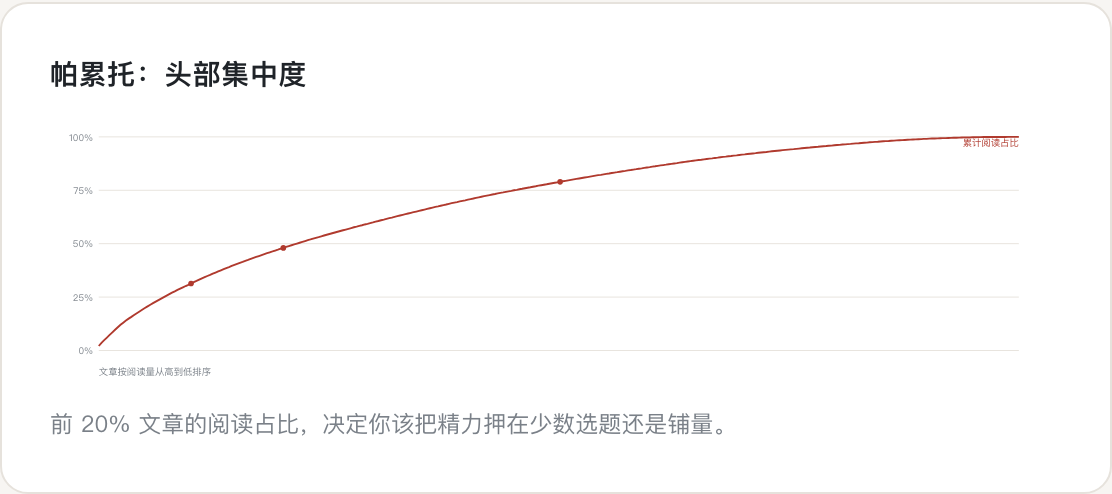 帕累托：头部集中度
100%
累计阅读占比
75%
50%
25%
0%
文章按阅读量从高到低排序
前 20% 文章的阅读占比，决定你该把精力押在少数选题还是铺量。